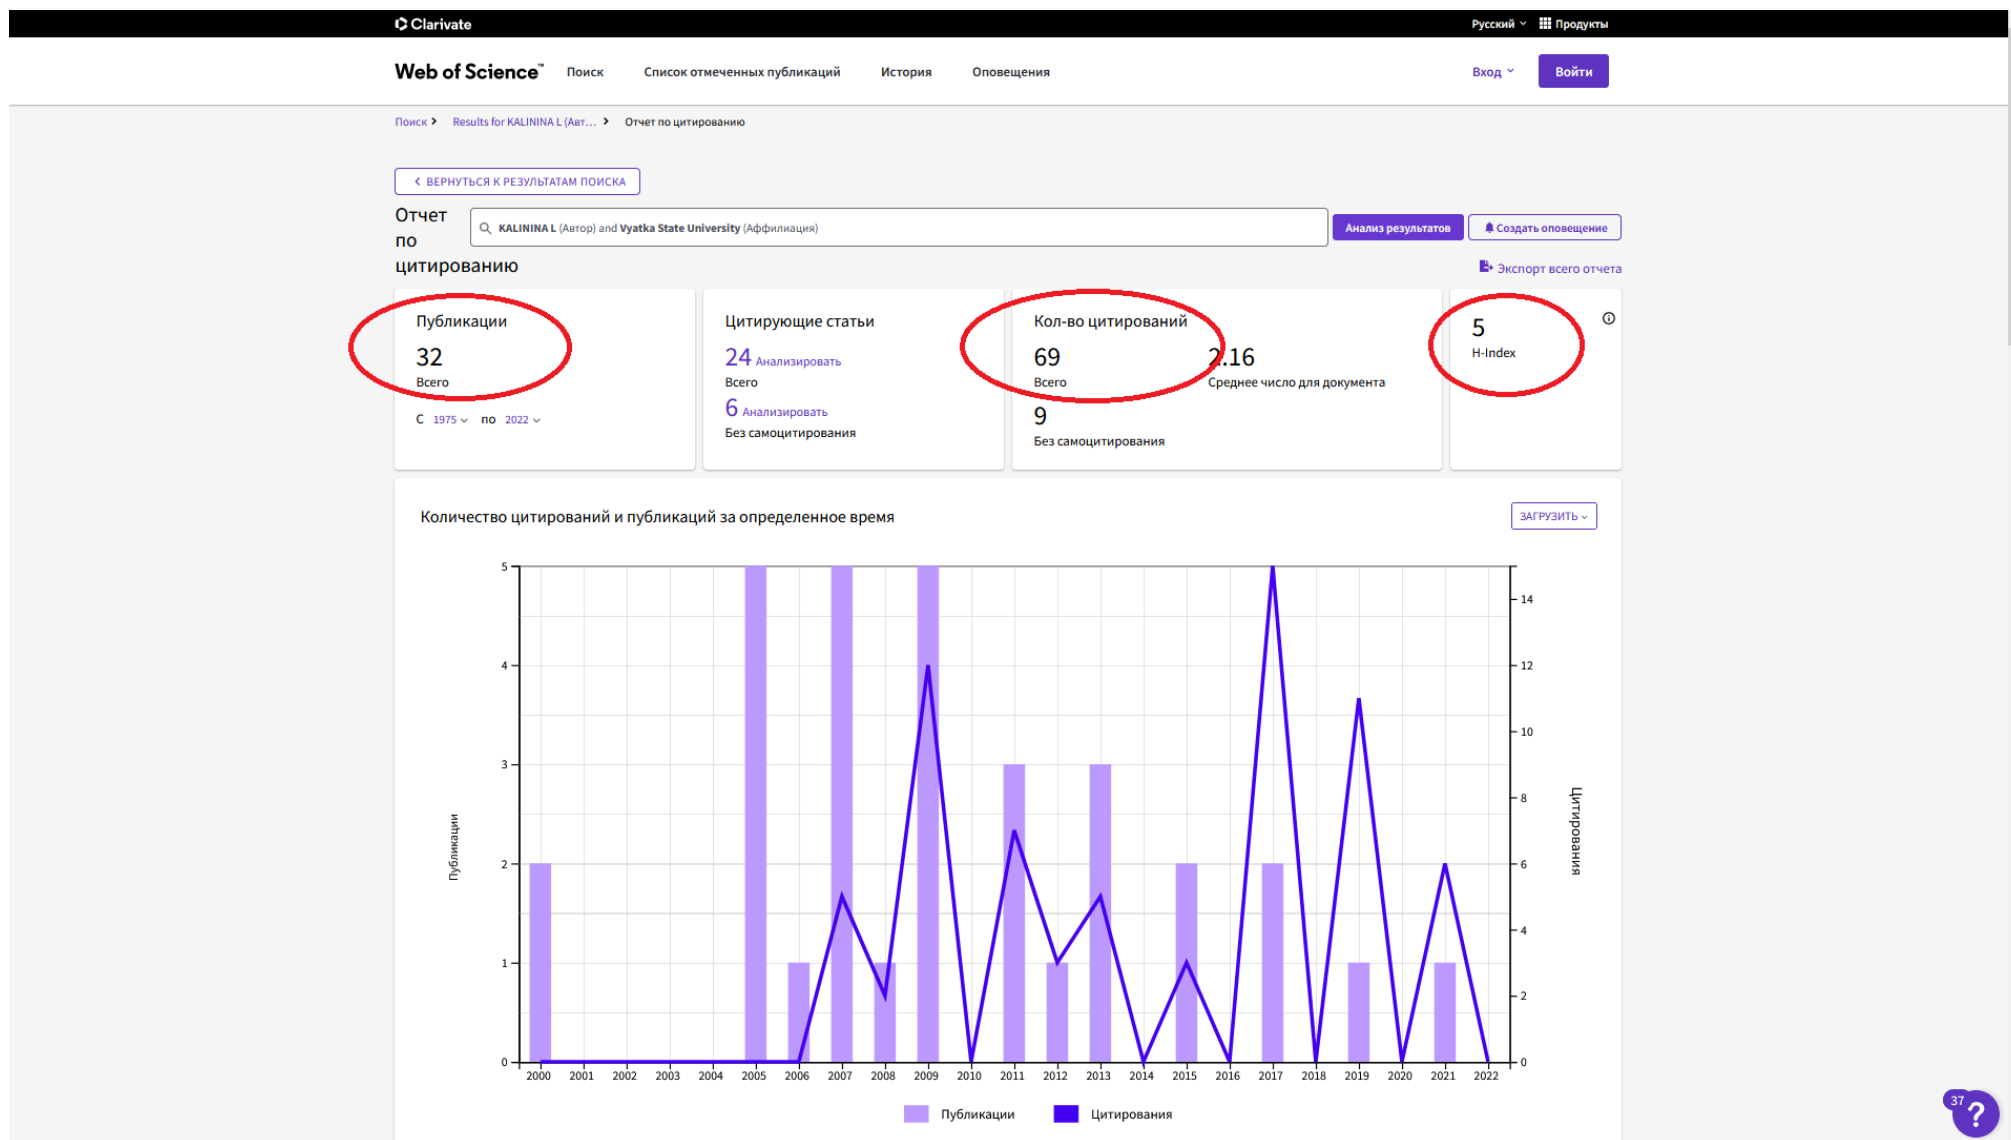 Clarivate
Русский Продукты
Web of Science™ Поиск Список отмеченных публикаций История Оповещения Вход Войти
Поиск Results for KALININA L (Авт... Отчет по цитированию
ВЕРНУТЬСЯ К РЕЗУЛЬТАТАМ ПОИСКА
Отчет
по
цитированию
KALININA L (Автор) and Vyatka State University (Аффилиация)
Анализ результатов Создать оповещение
Экспорт всего отчета
Публикации
32
Всего
С 1975 по 2022
Цитирующие статьи
24 Анализировать
Всего
6 Анализировать
Без самоцитирования
Кол-во цитирований
69
Всего
2.16
Среднее число для документа
9
Без самоцитирования
5
H-Index
Количество цитирований и публикаций за определенное время
ЗАГРУЗИТЬ
Публикации
5
4
3
2
1
0
14
12
10
8
6
4
2
0
Цитирования
2000 2001 2002 2003 2004 2005 2006 2007 2008 2009 2010 2011 2012 2013 2014 2015 2016 2017 2018 2019 2020 2021 2022
Публикации Цитирования
37
?